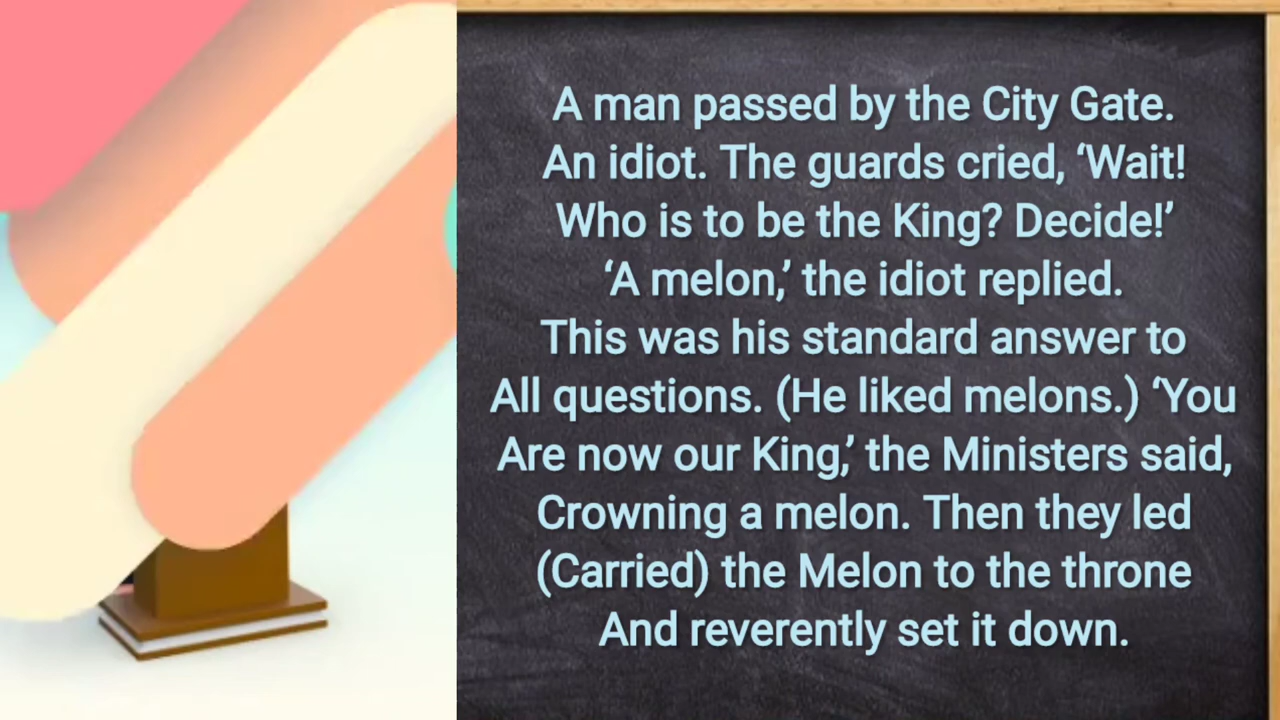 A man passed by the City Gate.
An idiot. The guards cried, ‘Wait!
Who is to be the King? Decide!’
‘A melon,’ the idiot replied.
This was his standard answer to
All questions. (He liked melons.) ‘You
Are now our King,’ the Ministers said,
Crowning a melon. Then they led
(Carried) the Melon to the throne
And reverently set it down.